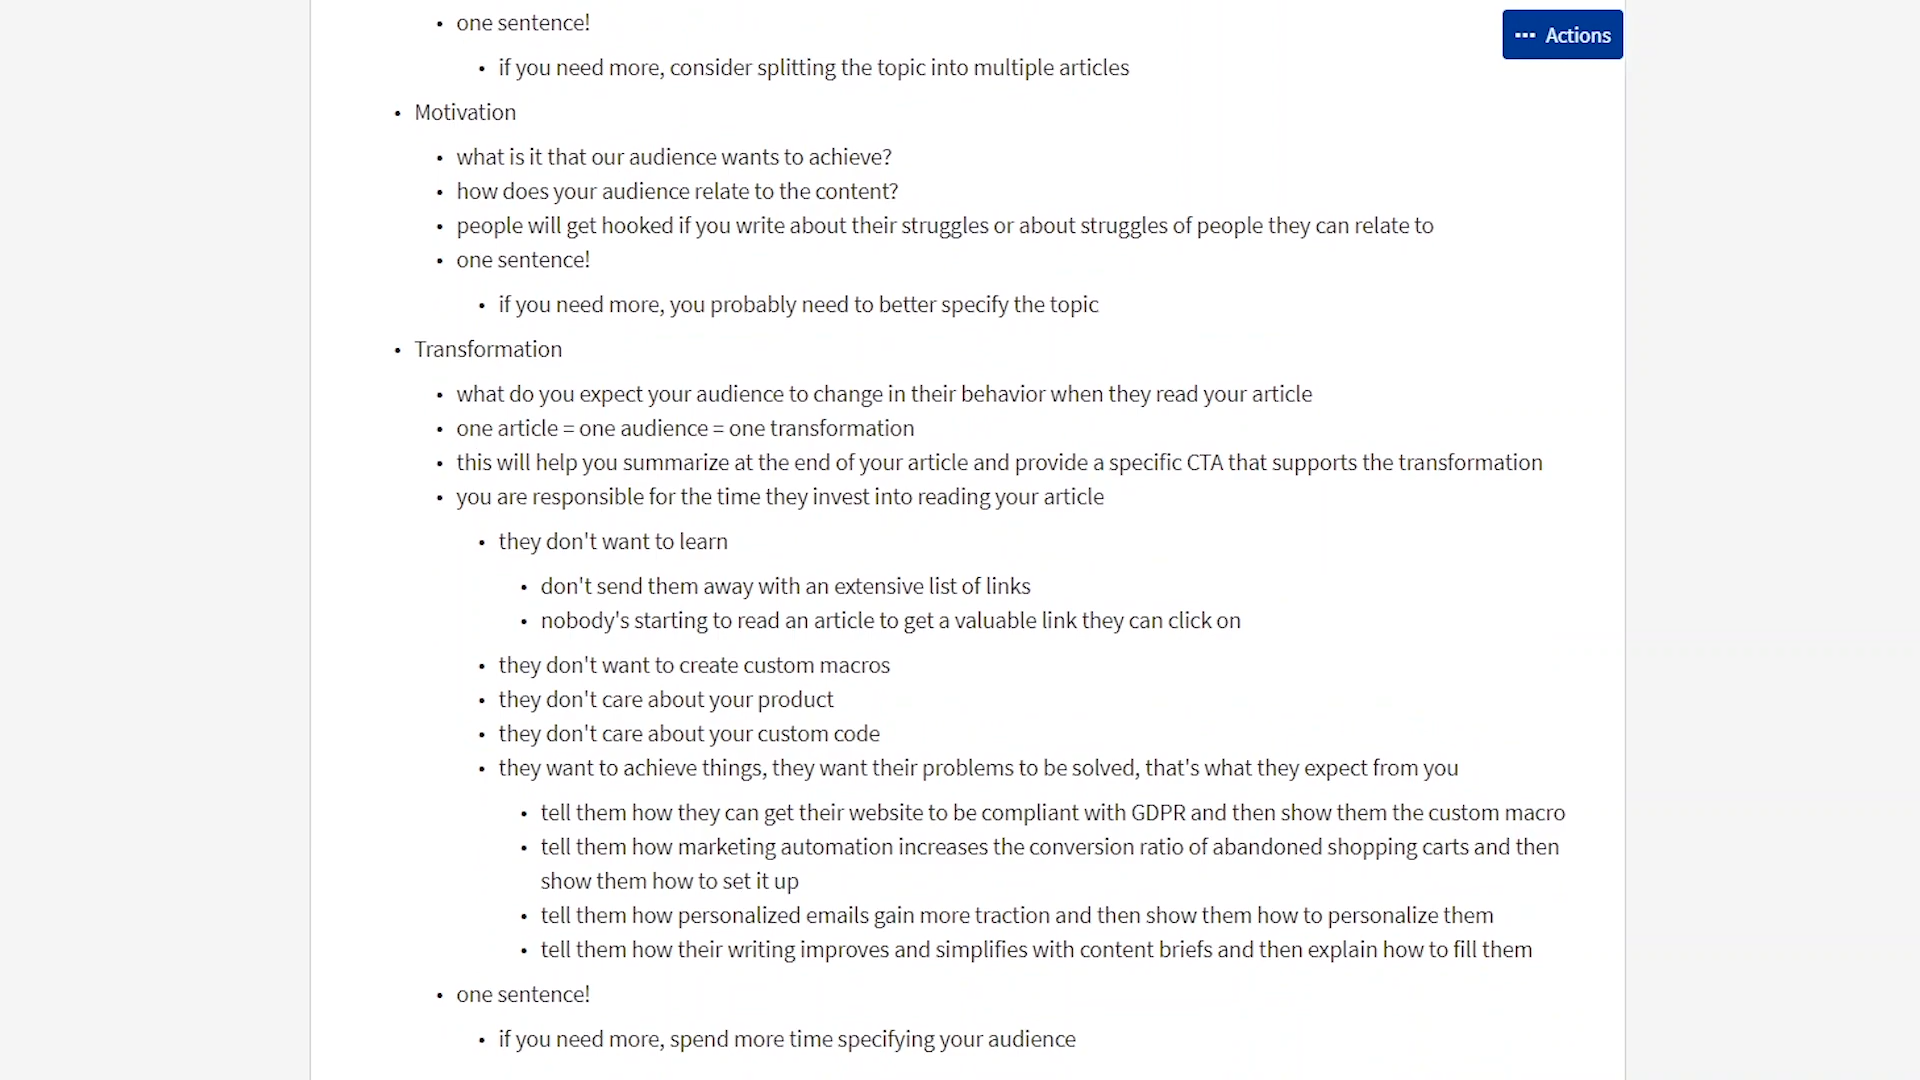 • one sentence!
••• Actions
• if you need more, consider splitting the topic into multiple articles
• Motivation
• what is it that our audience wants to achieve?
• how does your audience relate to the content?
• people will get hooked if you write about their struggles or about struggles of people they can relate to
• one sentence!
• if you need more, you probably need to better specify the topic
• Transformation
• what do you expect your audience to change in their behavior when they read your article
• one article = one audience = one transformation
• this will help you summarize at the end of your article and provide a specific CTA that supports the transformation
• you are responsible for the time they invest into reading your article
• they don't want to learn
• don't send them away with an extensive list of links
• nobody's starting to read an article to get a valuable link they can click on
• they don't want to create custom macros
• they don't care about your product
• they don't care about your custom code
• they want to achieve things, they want their problems to be solved, that's what they expect from you
• tell them how they can get their website to be compliant with GDPR and then show them the custom macro
• tell them how marketing automation increases the conversion ratio of abandoned shopping carts and then
show them how to set it up
• tell them how personalized emails gain more traction and then show them how to personalize them
• tell them how their writing improves and simplifies with content briefs and then explain how to fill them
• one sentence!
• if you need more, spend more time specifying your audience